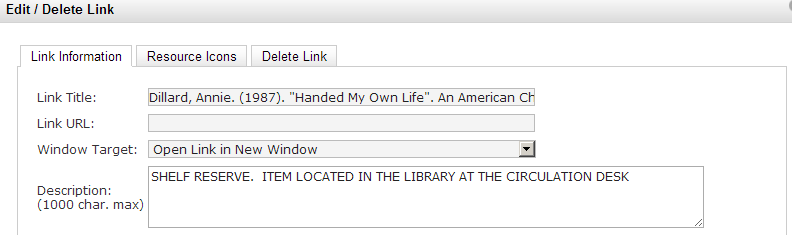 Edit / Delete Link
Link Information Resource Icons Delete Link
Link Title: Dillard, Annie. (1987). "Handed My Own Life". An American Ch
Link URL:
Window Target: Open Link in New Window
Description:
(1000 char. max)
SHELF RESERVE. ITEM LOCATED IN THE LIBRARY AT THE CIRCULATION DESK